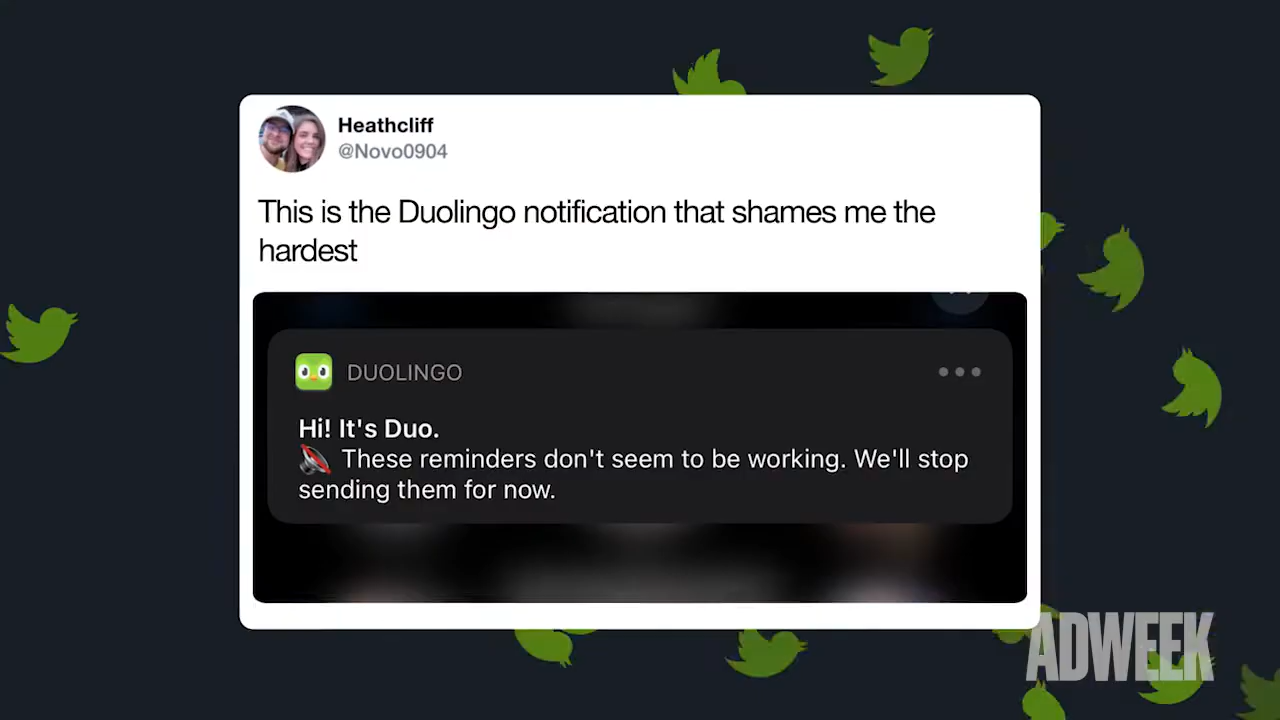 Heathcliff
@Novo0904
This is the Duolingo notification that shames me the
hardest
DUOLINGO
Hi! It's Duo.
These reminders don't seem to be working. We'll stop
sending them for now.
ADWEEK